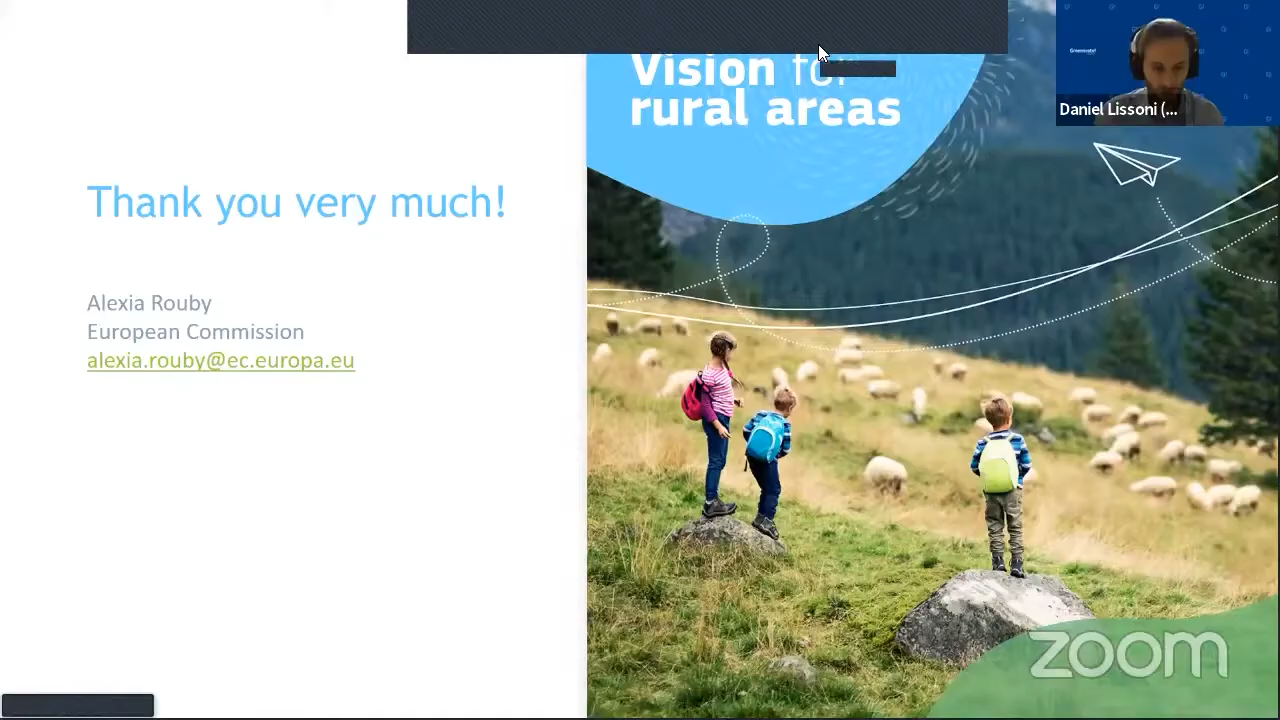 Vision for
rural areas
Daniel Lissoni (...
Thank you very much!
Alexia Rouby
European Commission
alexia.rouby@ec.europa.eu
zoom